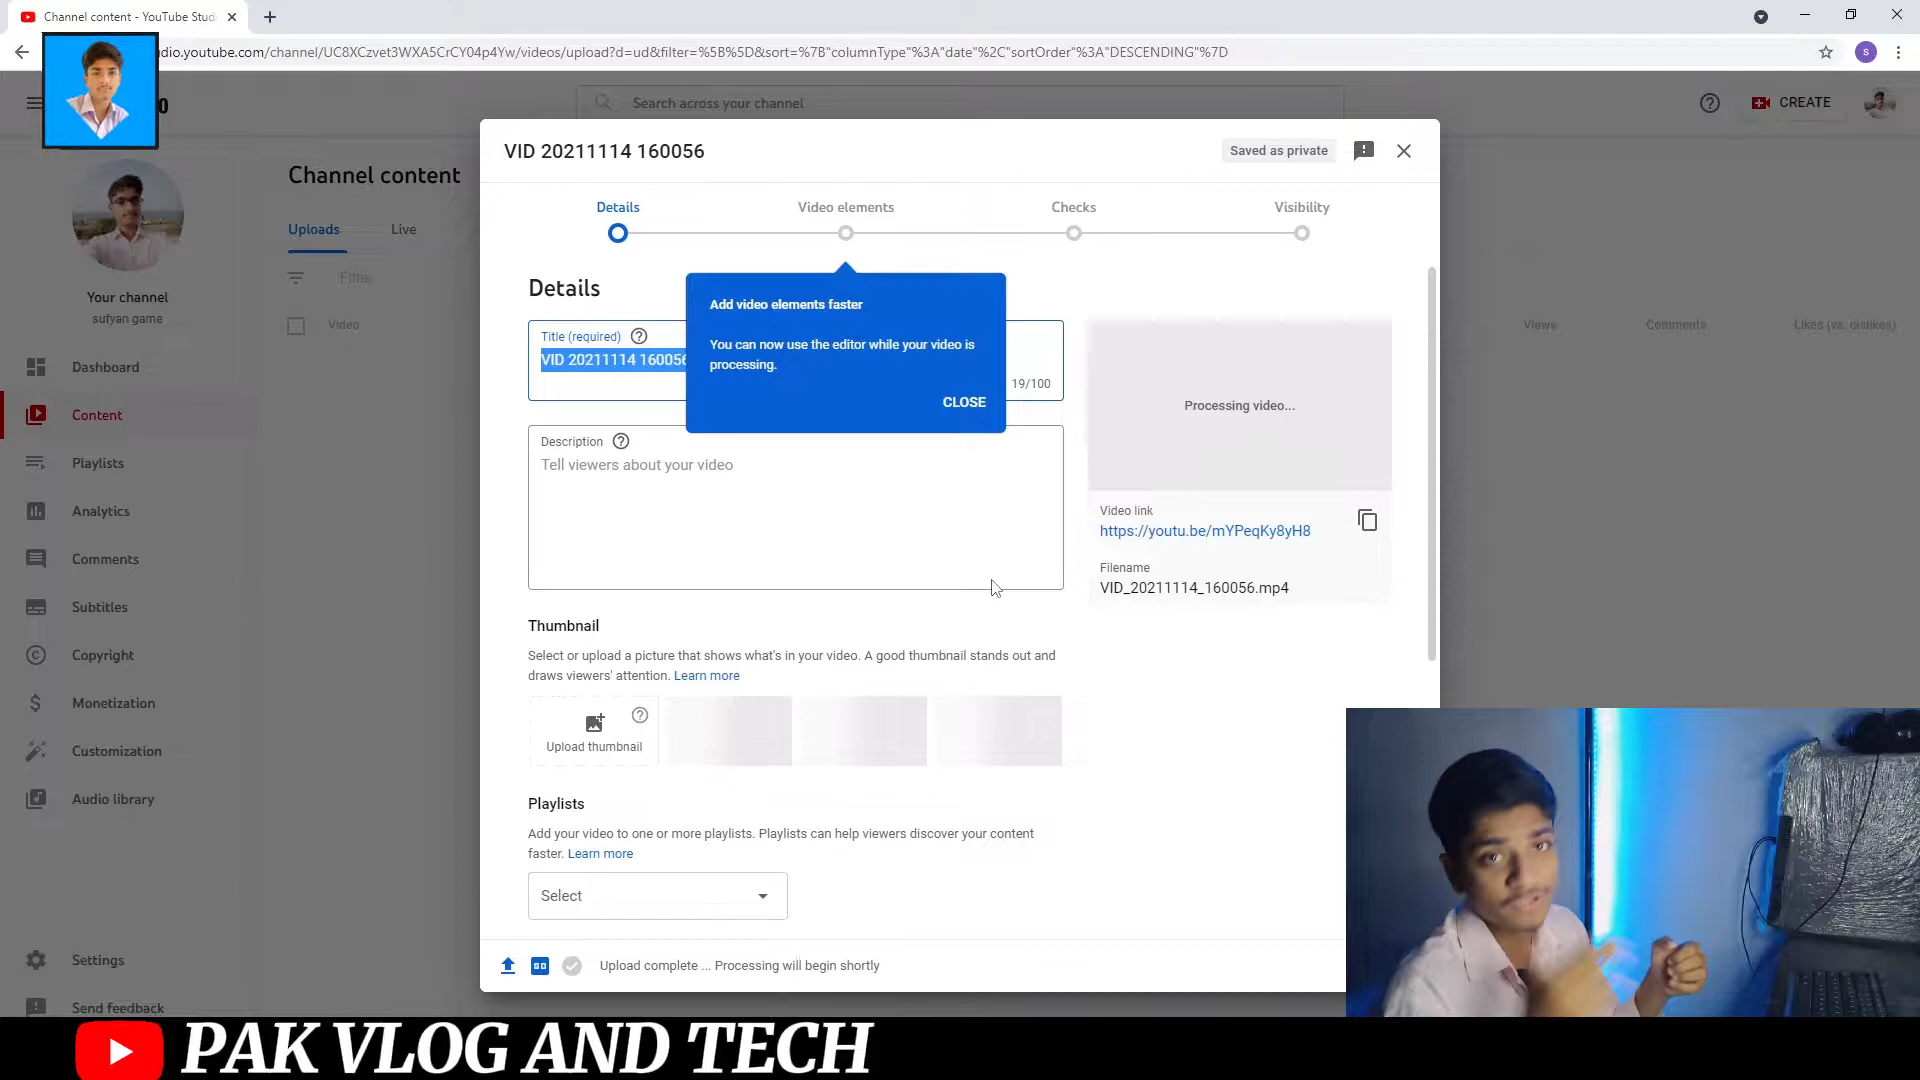 Channel content - YouTube Stud
dio.youtube.com/channel/UC8XCzvet3WXA5CrCY04p4Yw/videos/upload?d=ud&filter=%5B%5D&sort=%7B"columnType"%3A"date"%2C"sortOrder"%3A"DESCENDING"%7D
S
Search across your channel
CREATE
VID 20211114 160056
Saved as private
Channel content
Details
Video elements
Checks
Visibility
Uploads
Live
Filter
Your channel
sufyan game
Video
Views
Comments
Likes (vs. dislikes)
Details
Add video elements faster
You can now use the editor while your video is
processing.
CLOSE
Title (required)
VID 20211114 160056
19/100
Processing video...
Description
Tell viewers about your video
Video link
https://youtu.be/mYPeqKy8yH8
Filename
VID_20211114_160056.mp4
Dashboard
Content
Playlists
Analytics
Comments
Subtitles
Copyright
Monetization
Customization
Audio library
Settings
Send feedback
Thumbnail
Select or upload a picture that shows what's in your video. A good thumbnail stands out and
draws viewers' attention. Learn more
Upload thumbnail
Playlists
Add your video to one or more playlists. Playlists can help viewers discover your content
faster. Learn more
Select
SD
Upload complete ... Processing will begin shortly
PAK VLOG AND TECH